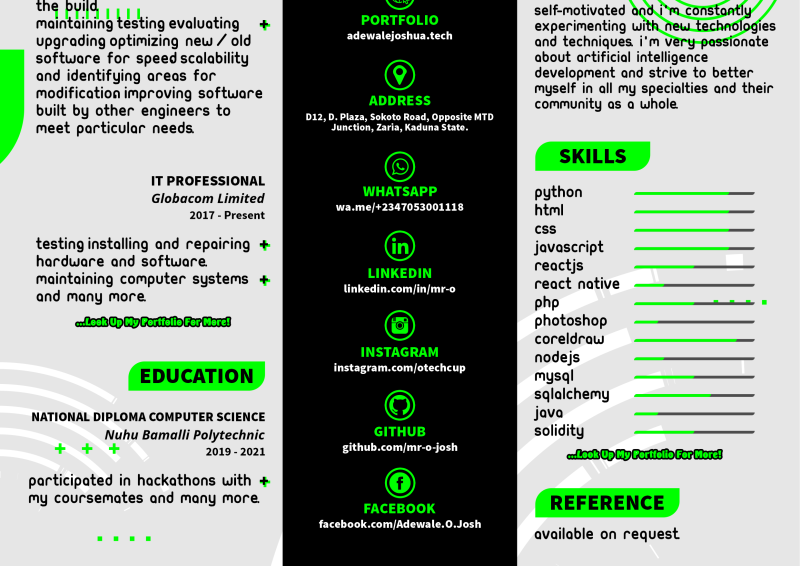 the build.
maintaining testing evaluating
upgrading optimizing new / old
software for speed scalability
and identifying areas for
modification improving software
built by other engineers to
meet particular needs.
IT PROFESSIONAL
Globacom Limited
2017 - Present
testing installing and repairing
hardware and software.
maintaining computer systems
and many more.
...Look Up My Portfolio For More!
EDUCATION
NATIONAL DIPLOMA COMPUTER SCIENCE
Nuhu Bamalli Polytechnic
2019 - 2021
participated in hackathons with
my coursemates and many more.
PORTFOLIO
adewalejoshua.tech
ADDRESS
D12, D. Plaza, Sokoto Road, Opposite MTD
Junction, Zaria, Kaduna State.
WHATSAPP
wa.me/+2347053001118
LINKEDIN
linkedin.com/in/mr-o
INSTAGRAM
instagram.com/otechcup
GITHUB
github.com/mr-o-josh
FACEBOOK
facebook.com/Adewale.O.Josh
self-motivated and i'm constantly
experimenting with new technologies
and techniques. i'm very passionate
about artificial intelligence
development and strive to better
myself in all my specialties and their
community as a whole.
SKILLS
python
html
css
javascript
reactjs
react native
php
photoshop
coreldraw
nodejs
mysql
sqlalchemy
java
solidity
...Look Up My Portfolio For More!
REFERENCE
available on request